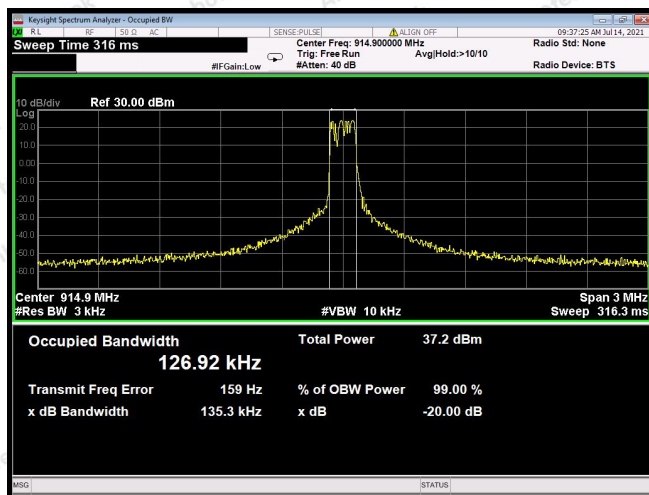 Keysight Spectrum Analyzer - Occupied BW
RL RF 50 Ω AC SENSE:PULSE ALIGN OFF 09:37:25 AM Jul 14, 2021
Sweep Time 316 ms Center Freq: 914.900000 MHz Radio Std: None
Trig: Free Run Avg|Hold:>10/10
#IFGain:Low #Atten: 40 dB Radio Device: BTS
10 dB/div Ref 30.00 dBm
Log
20.0
10.0
0.00
-10.0
-20.0
-30.0
-40.0
-50.0
-60.0
Center 914.9 MHz Span 3 MHz
#Res BW 3 kHz #VBW 10 kHz Sweep 316.3 ms
Occupied Bandwidth Total Power 37.2 dBm
126.92 kHz
Transmit Freq Error 159 Hz % of OBW Power 99.00 %
x dB Bandwidth 135.3 kHz x dB -20.00 dB
MSG STATUS